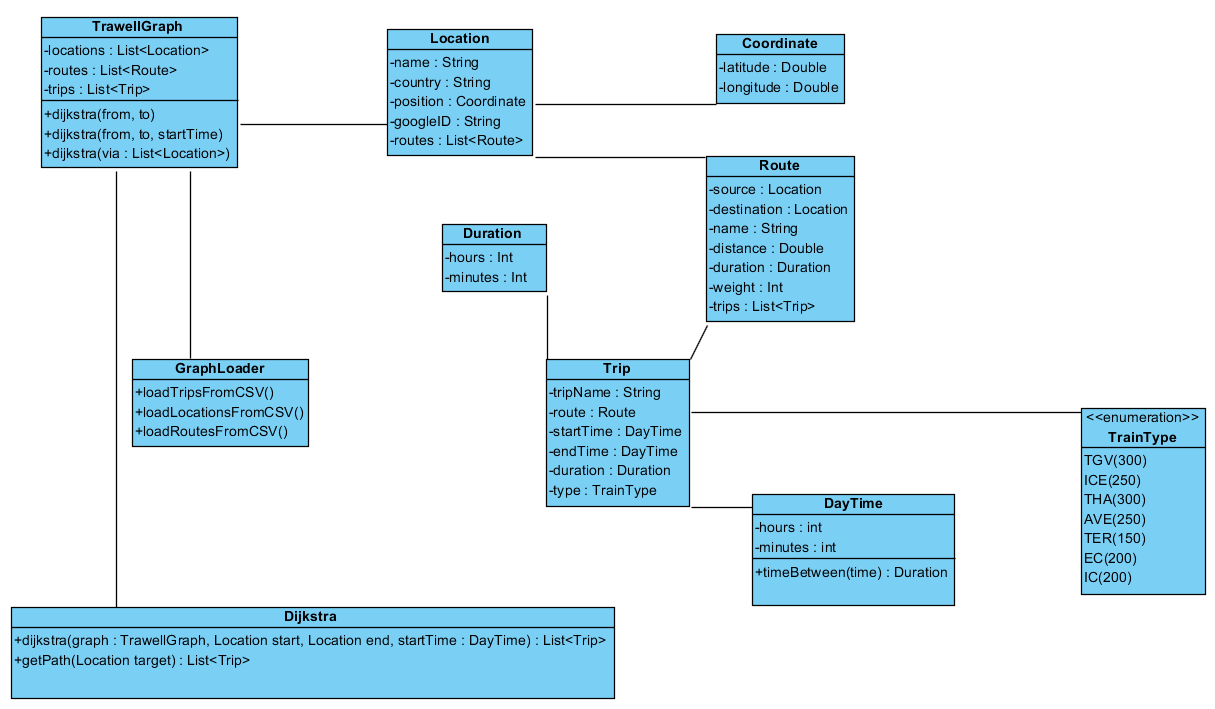 TrawellGraph
-locations : List<Location>
-routes : List<Route>
-trips : List<Trip>
+dijkstra(from, to)
+dijkstra(from, to, startTime)
+dijkstra(via : List<Location>)
Location
-name : String
-country : String
-position : Coordinate
-googleID : String
-routes : List<Route>
Coordinate
-latitude : Double
-longitude : Double
Route
-source : Location
-destination : Location
-name : String
-distance : Double
-duration : Duration
-weight : Int
-trips : List<Trip>
Duration
-hours : Int
-minutes : Int
GraphLoader
+loadTripsFromCSV()
+loadLocationsFromCSV()
+loadRoutesFromCSV()
Trip
-tripName : String
-route : Route
-startTime : DayTime
-endTime : DayTime
-duration : Duration
-type : TrainType
<<enumeration>>
TrainType
TGV(300)
ICE(250)
THA(300)
AVE(250)
TER(150)
EC(200)
IC(200)
DayTime
-hours : int
-minutes : int
+timeBetween(time) : Duration
Dijkstra
+dijkstra(graph : TrawellGraph, Location start, Location end, startTime : DayTime) : List<Trip>
+getPath(Location target) : List<Trip>